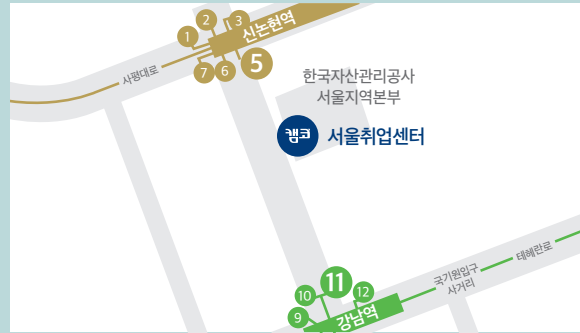 2
3
1
신논현역
7
6
5
사평대로
한국자산관리공사
서울지역본부
캠코
서울취업센터
테헤란로
국기원입구
사거리
11
10
12
9
강남역